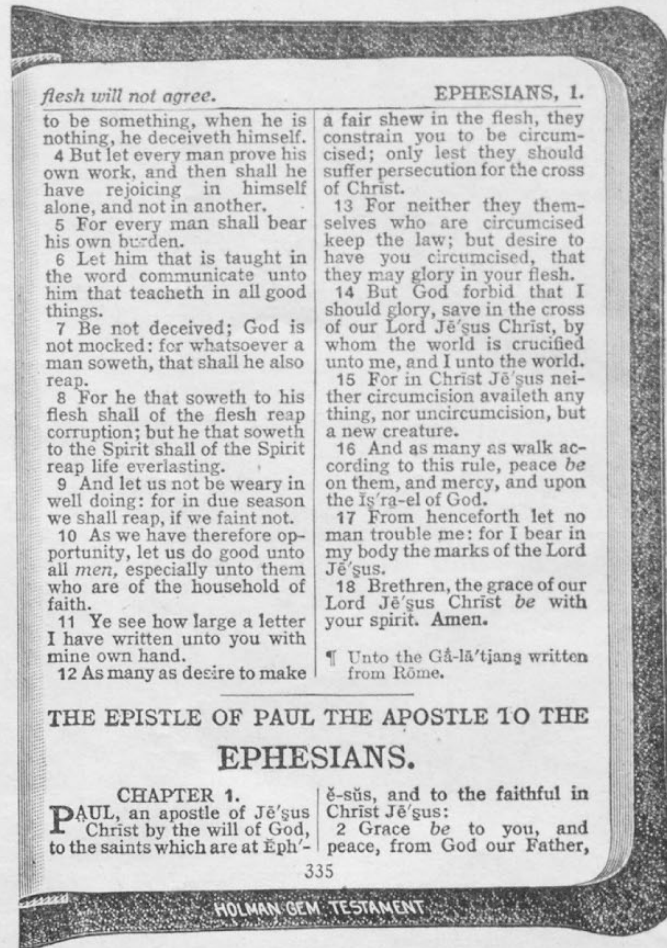 flesh will not agree.
EPHESIANS, 1.
to be something, when he is
nothing, he deceiveth himself.
4 But let every man prove his
own work, and then shall he
have rejoicing in himself
alone, and not in another.
5 For every man shall bear
his own burden.
6 Let him that is taught in
the word communicate unto
him that teacheth in all good
things.
7 Be not deceived; God is
not mocked: for whatsoever a
man soweth, that shall he also
reap.
8 For he that soweth to his
flesh shall of the flesh reap
corruption; but he that soweth
to the Spirit shall of the Spirit
reap life everlasting.
9 And let us not be weary in
well doing: for in due season
we shall reap, if we faint not.
10 As we have therefore op-
portunity, let us do good unto
all men, especially unto them
who are of the household of
faith.
11 Ye see how large a letter
I have written unto you with
mine own hand.
12 As many as desire to make
a fair shew in the flesh, they
constrain you to be circum-
cised; only lest they should
suffer persecution for the cross
of Chrīst.
13 For neither they them-
selves who are circumcised
keep the law; but desire to
have you circumcised, that
they may glory in your flesh.
14 But God forbid that I
should glory, save in the cross
of our Lord Jē'ṣus Chrīst, by
whom the world is crucified
unto me, and I unto the world.
15 For in Chrīst Jē'ṣus nei-
ther circumcision availeth any
thing, nor uncircumcision, but
a new creature.
16 And as many as walk ac-
cording to this rule, peace be
on them, and mercy, and upon
the Ĭṣ'rạ-el of God.
17 From henceforth let no
man trouble me: for I bear in
my body the marks of the Lord
Jē'ṣus.
18 Brethren, the grace of our
Lord Jē'ṣus Chrīst be with
your spirit. Amen.
¶ Unto the Gå-lā'tịanṣ written
from Rōme.
THE EPISTLE OF PAUL THE APOSTLE TO THE
EPHESIANS.
CHAPTER 1.
PẠUL, an apostle of Jē'ṣus
Chrīst by the will of God,
to the saints which are at Ĕph'-
ĕ-sŭs, and to the faithful in
Chrīst Jē'ṣus:
2 Grace be to you, and
peace, from God our Father,
335
HOLMAN GEM TESTAMENT